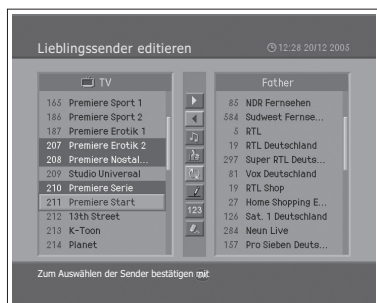 Lieblingssender editieren
12:28 20/12 2005
TV
165 Premiere Sport 1
186 Premiere Sport 2
187 Premiere Erotik 1
207 Premiere Erotik 2
208 Premiere Nostal...
209 Studio Universal
210 Premiere Serie
211 Premiere Start
212 13th Street
213 K-Toon
214 Planet
123
Father
85 NDR Fernsehen
584 Sudwest Fernse...
5 RTL
19 RTL Deutschland
297 Super RTL Deuts...
81 Vox Deutschland
19 RTL Shop
27 Home Shopping E...
126 Sat. 1 Deutschland
284 Neun Live
157 Pro Sieben Deuts...
Zum Auswählen der Sender bestätigen mit